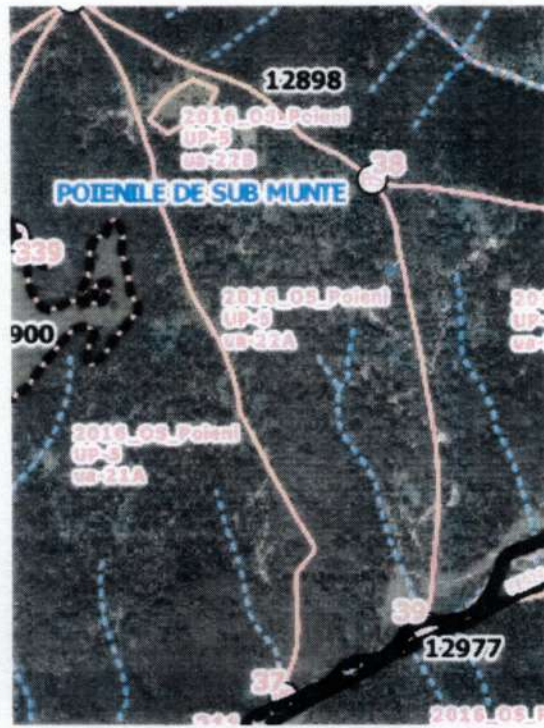 12898
2016_OS_Poieni
UP-5
ua-22B
38
POIENILE DE SUB MUNTE
339
2016_OS_Poieni
UP-5
ua-22A
900
2016_OS_Poieni
UP-5
ua-21A
39
12977
37